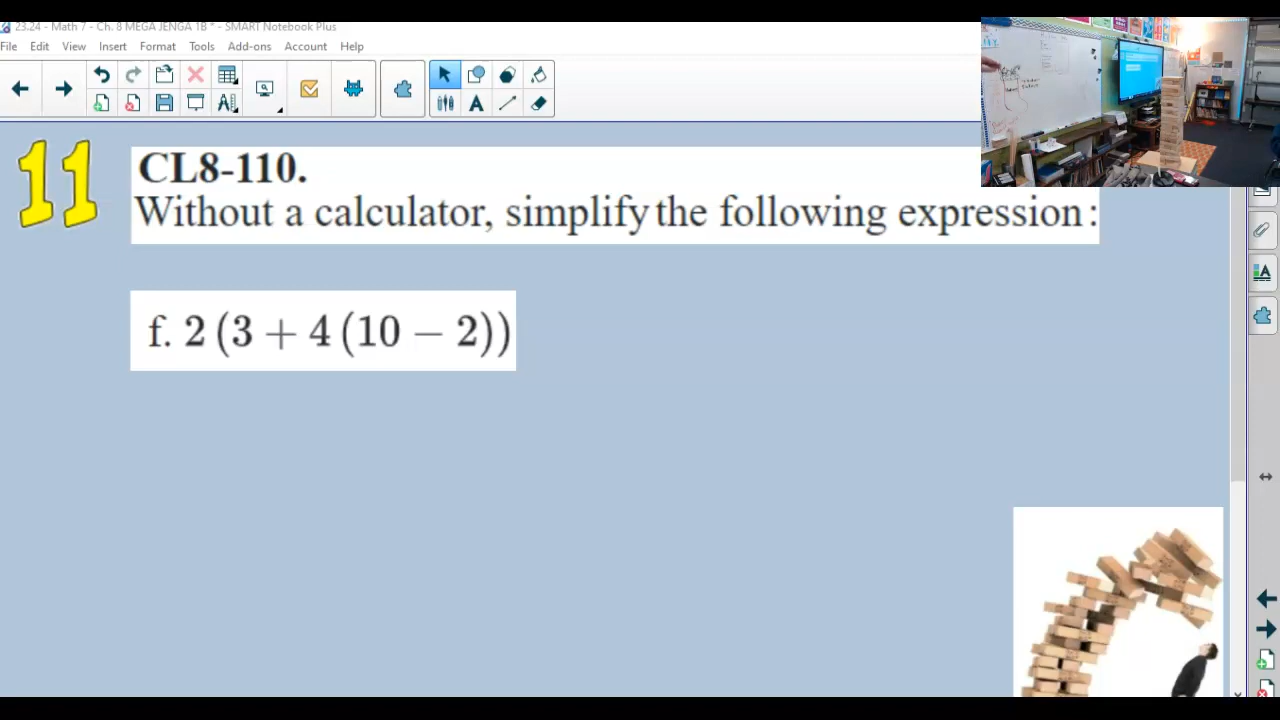 23.24 - Math 7 - Ch. 8 MEGA JENGA 1B * - SMART Notebook Plus
File Edit View Insert Format Tools Add-ons Account Help
11
CL8-110.
Without a calculator, simplify the following expression:
f. 2 (3 + 4 (10 − 2))